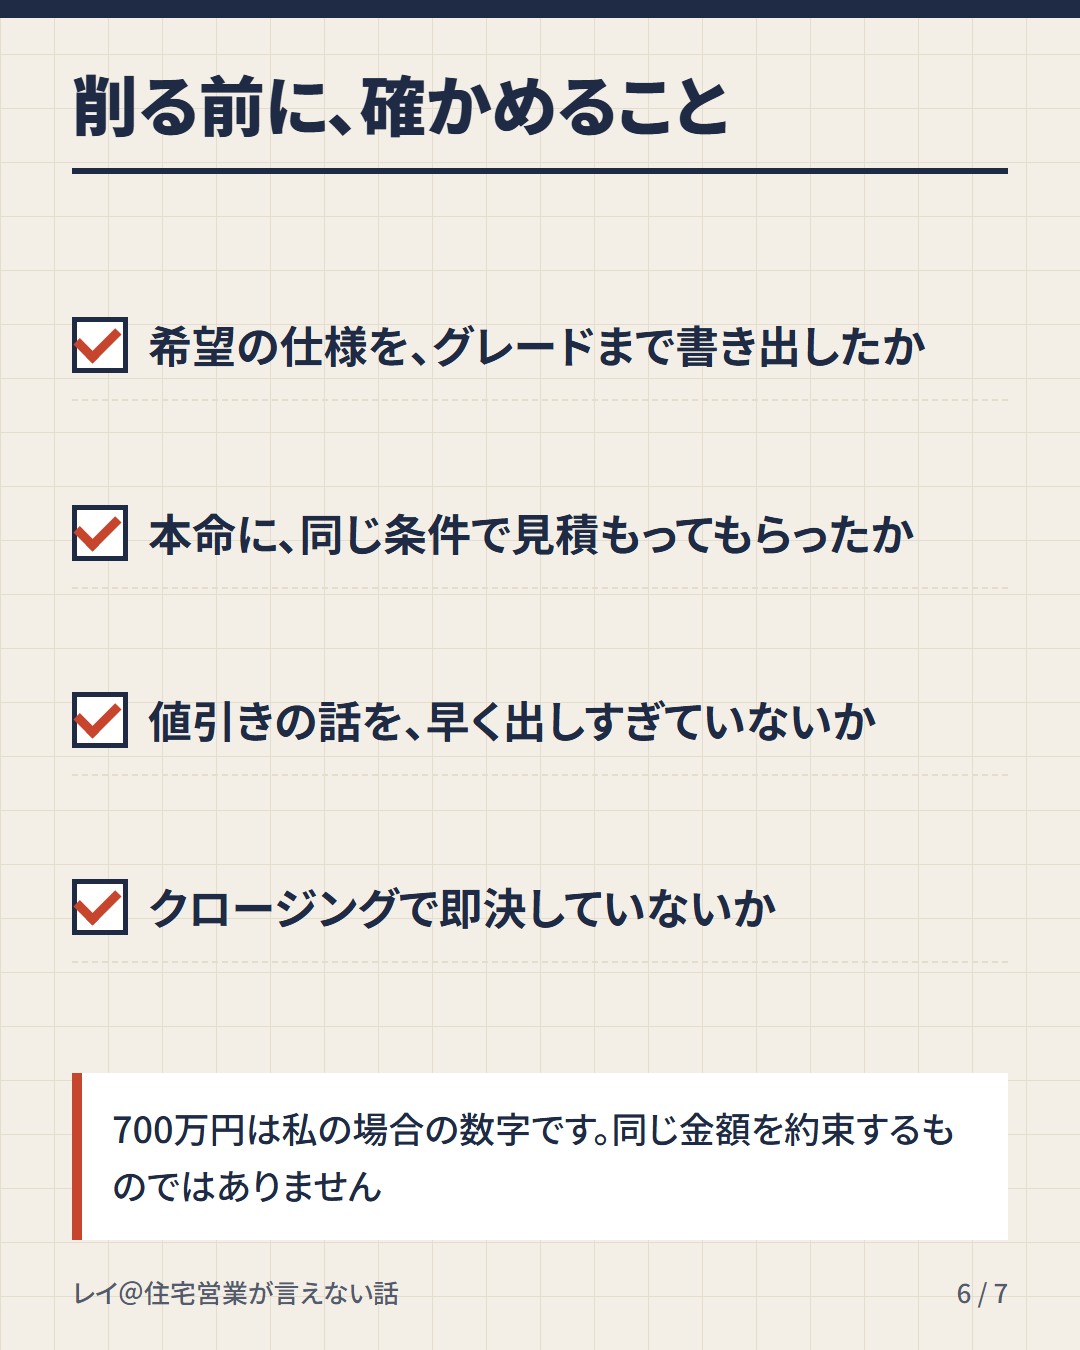 削る前に、確かめること
希望の仕様を、グレードまで書き出したか
本命に、同じ条件で見積もってもらったか
値引きの話を、早く出しすぎていないか
クロージングで即決していないか
700万円は私の場合の数字です。同じ金額を約束するも
のではありません
レイ@住宅営業が言えない話
6 / 7